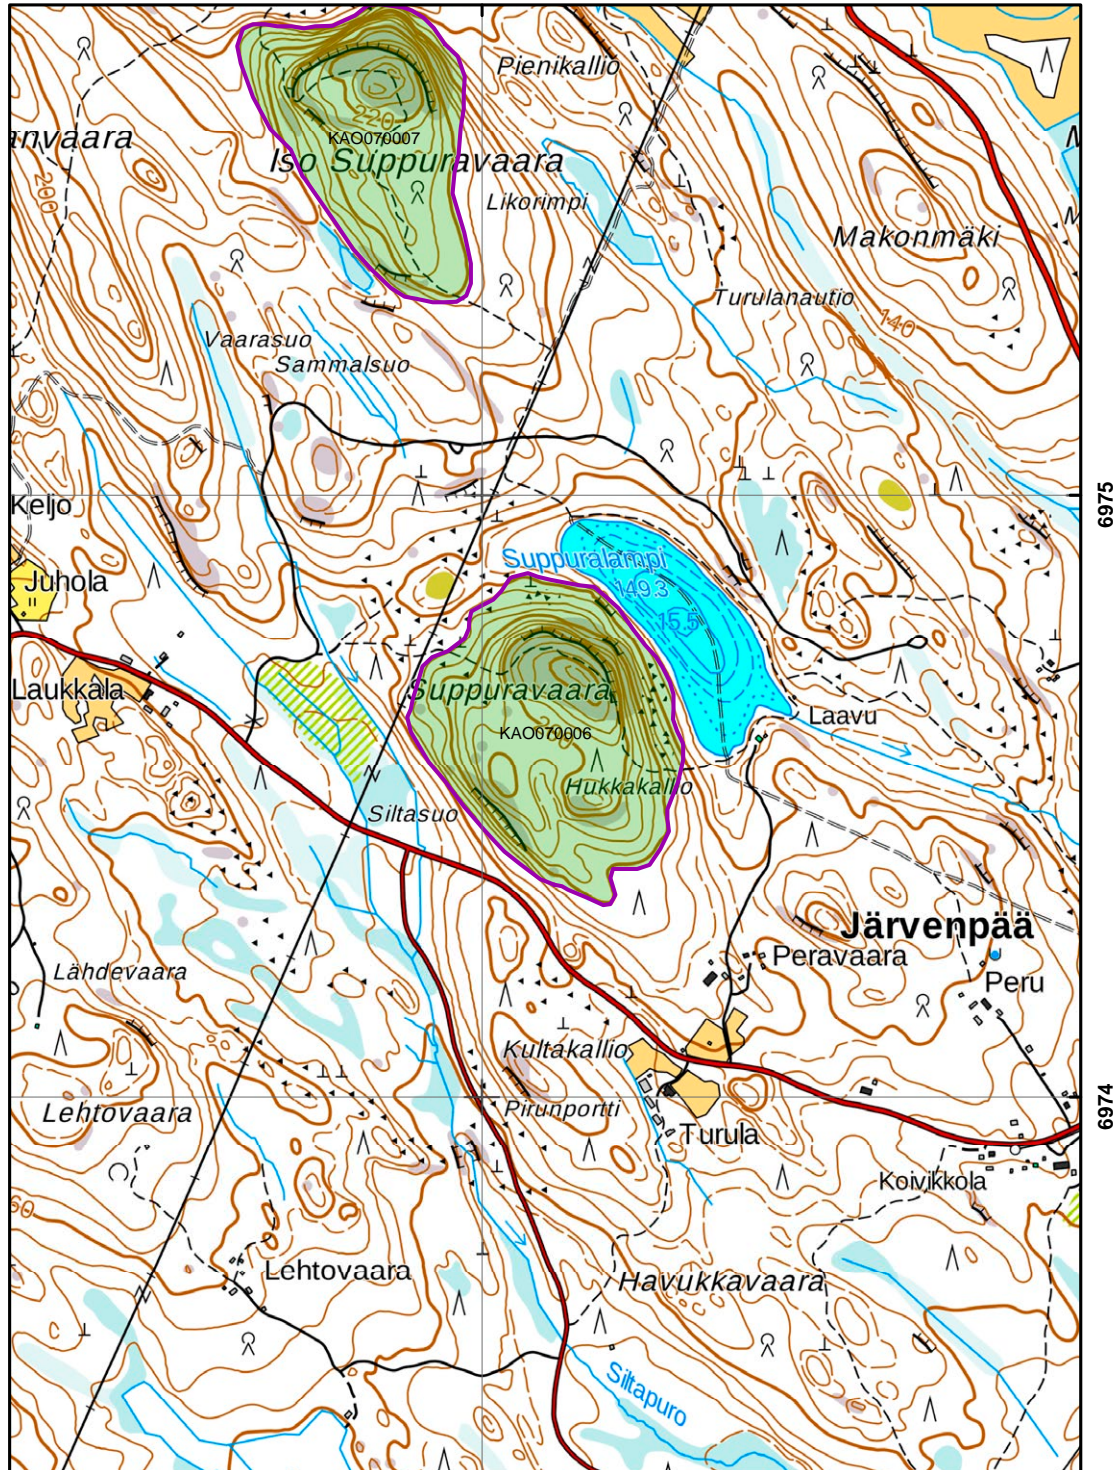 Pienikallio
220
KAO070007
anvaara
Iso Suppuravaara
200
Likorimpi
Makonmäki
Turulanautio
140
Vaarasuo
Sammalsuo
Keljo
6975
Suppuralampi
Juhola
149.3
15.5
Laukkala
Suppuravaara
Laavu
KAO070006
Hukkakallio
Siltasuo
Järvenpää
Peravaara
Lähdevaara
Peru
Kultakallio
6974
Lehtovaara
Pirunportti
Turula
Koivikkola
60
Lehtovaara
Havukkavaara
Siltapuro